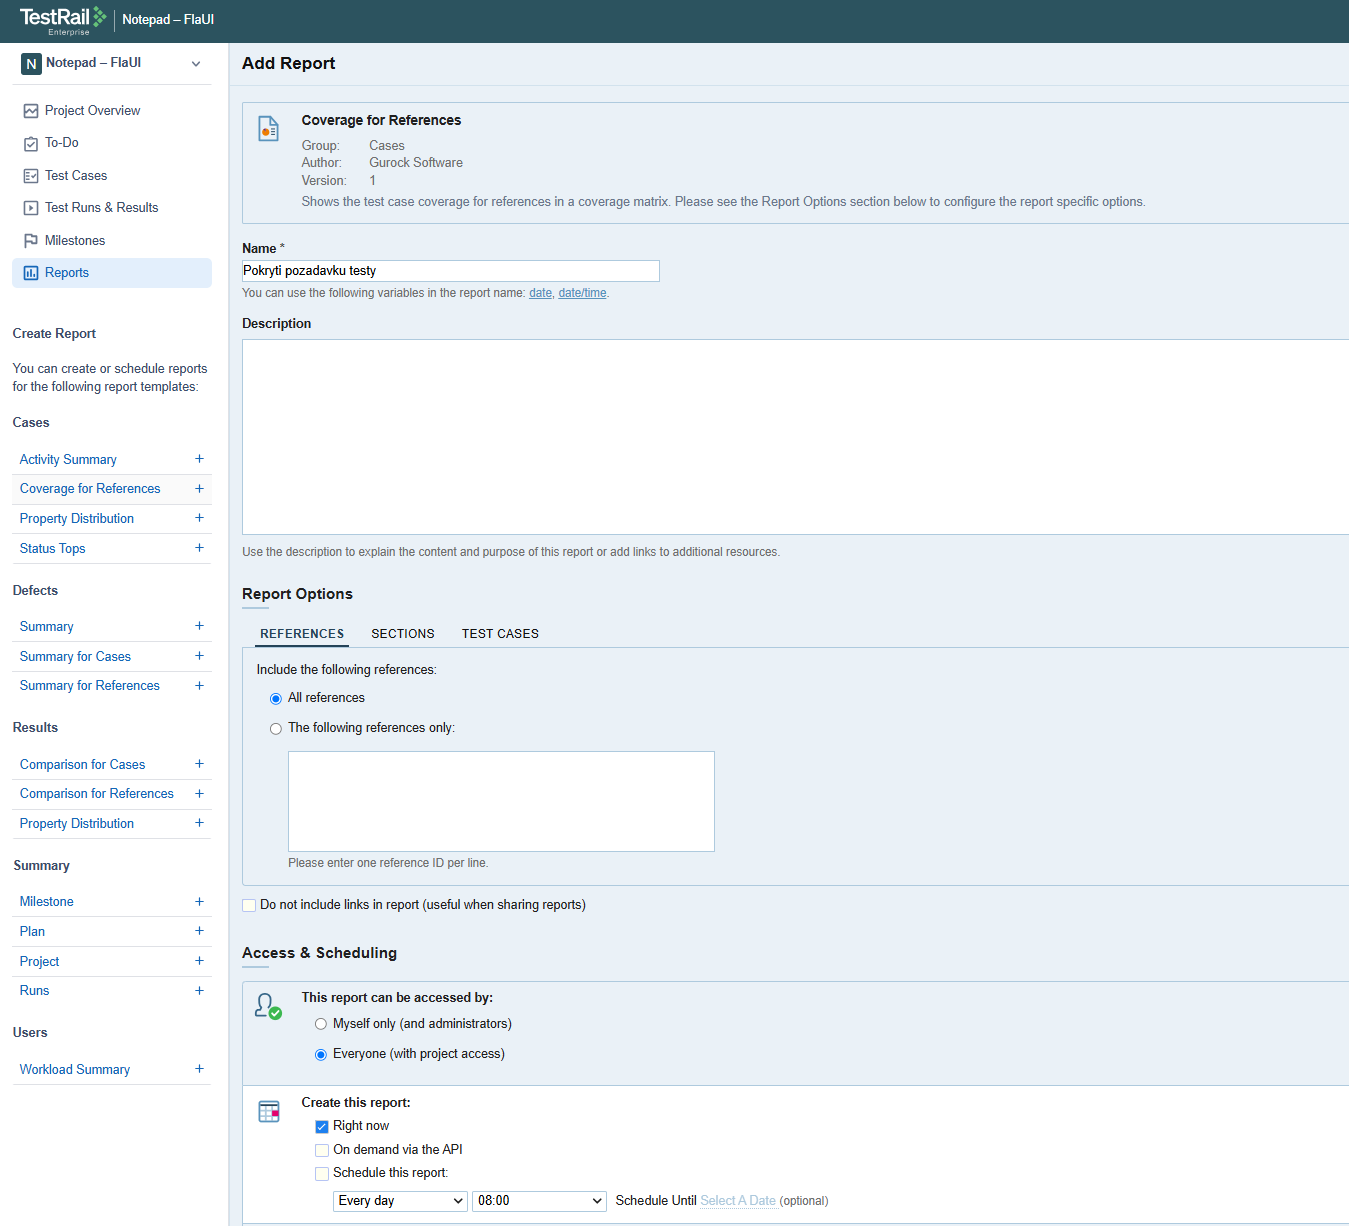 TestRail
Enterprise
Notepad – FlaUI
N Notepad – FlaUI
Project Overview
To-Do
Test Cases
Test Runs & Results
Milestones
Reports
Create Report
You can create or schedule reports
for the following report templates:
Cases
Activity Summary +
Coverage for References +
Property Distribution +
Status Tops +
Defects
Summary +
Summary for Cases +
Summary for References +
Results
Comparison for Cases +
Comparison for References +
Property Distribution +
Summary
Milestone +
Plan +
Project +
Runs +
Users
Workload Summary +
Add Report
Coverage for References
Group: Cases
Author: Gurock Software
Version: 1
Shows the test case coverage for references in a coverage matrix. Please see the Report Options section below to configure the report specific options.
Name *
Pokryti pozadavku testy
You can use the following variables in the report name: date, date/time.
Description
Use the description to explain the content and purpose of this report or add links to additional resources.
Report Options
REFERENCES SECTIONS TEST CASES
Include the following references:
All references
The following references only:
Please enter one reference ID per line.
Do not include links in report (useful when sharing reports)
Access & Scheduling
This report can be accessed by:
Myself only (and administrators)
Everyone (with project access)
Create this report:
Right now
On demand via the API
Schedule this report:
Every day 08:00 Schedule Until Select A Date (optional)